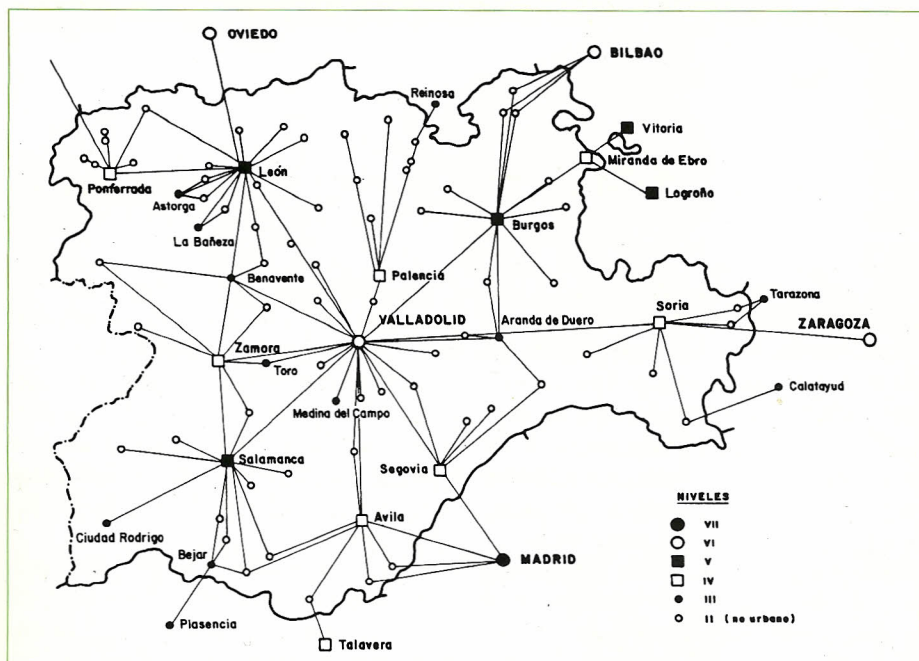 OVIEDO
BILBAO
Reinosa
Vitoria
Miranda de Ebro
Ponferrada
León
Astorga
Logroño
Burgos
La Bañeza
Benavente
Palencia
Soria
Tarazona
VALLADOLID
Aranda de Duero
ZARAGOZA
Zamora
Toro
Calatayud
Medina del Campo
Salamanca
Segovia
NIVELES
VII
VI
V
IV
III
II (no urbano)
Avila
Ciudad Rodrigo
Bejar
MADRID
Plasencia
Talavera